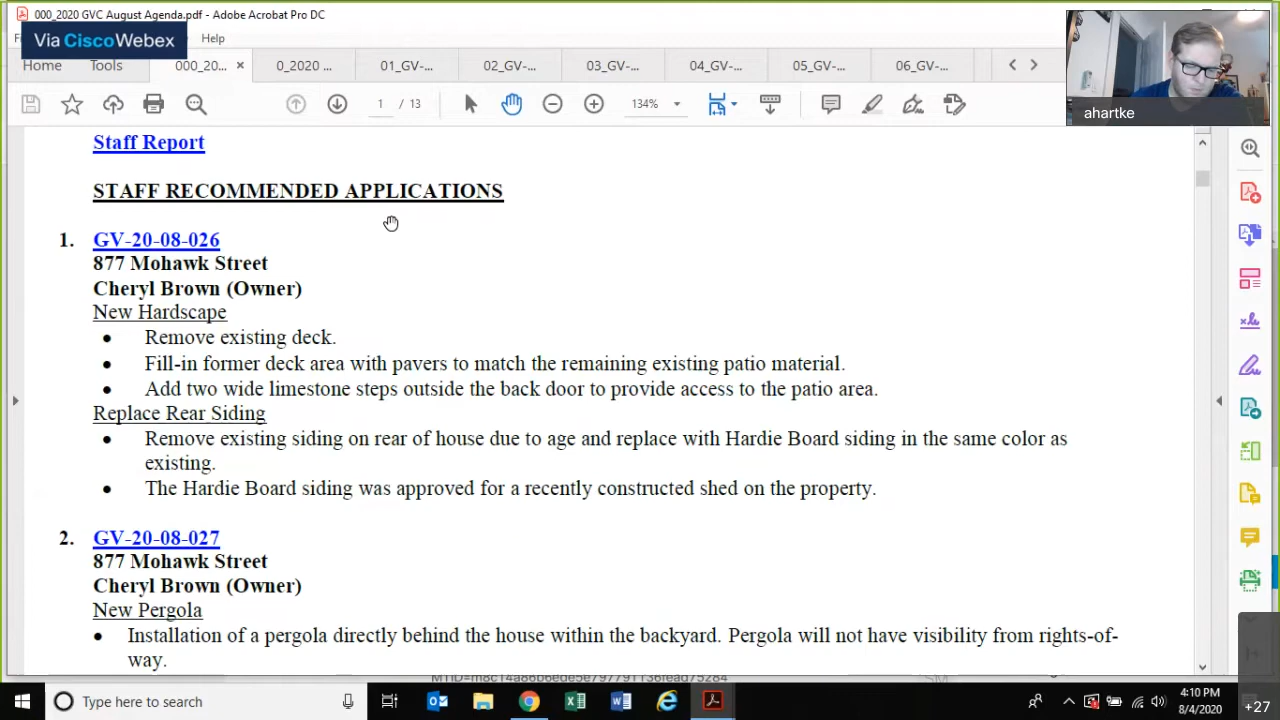 000_2020 GVC August Agenda.pdf - Adobe Acrobat Pro DC
Via Cisco Webex
Help
Home
Tools
000_20...
×
0_2020 ...
01_GV-...
02_GV-...
03_GV-...
04_GV-...
05_GV-...
06_GV-...
1 / 13
134%
ahartke
Staff Report
STAFF RECOMMENDED APPLICATIONS
1. GV-20-08-026
877 Mohawk Street
Cheryl Brown (Owner)
New Hardscape
• Remove existing deck.
• Fill-in former deck area with pavers to match the remaining existing patio material.
• Add two wide limestone steps outside the back door to provide access to the patio area.
Replace Rear Siding
• Remove existing siding on rear of house due to age and replace with Hardie Board siding in the same color as
existing.
• The Hardie Board siding was approved for a recently constructed shed on the property.
2. GV-20-08-027
877 Mohawk Street
Cheryl Brown (Owner)
New Pergola
• Installation of a pergola directly behind the house within the backyard. Pergola will not have visibility from rights-of-
way.
Type here to search
4:10 PM
8/4/2020
+27